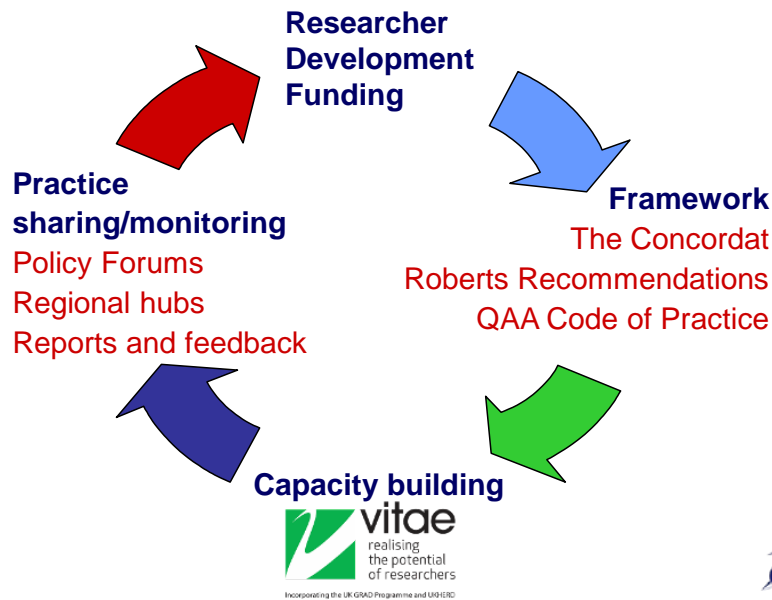 Researcher
Development
Funding
Practice
sharing/monitoring
Policy Forums
Regional hubs
Reports and feedback
Framework
The Concordat
Roberts Recommendations
QAA Code of Practice
Capacity building
vitae
realising
the potential
of researchers
Incorporating the UK GRAD Programme and UKHERD